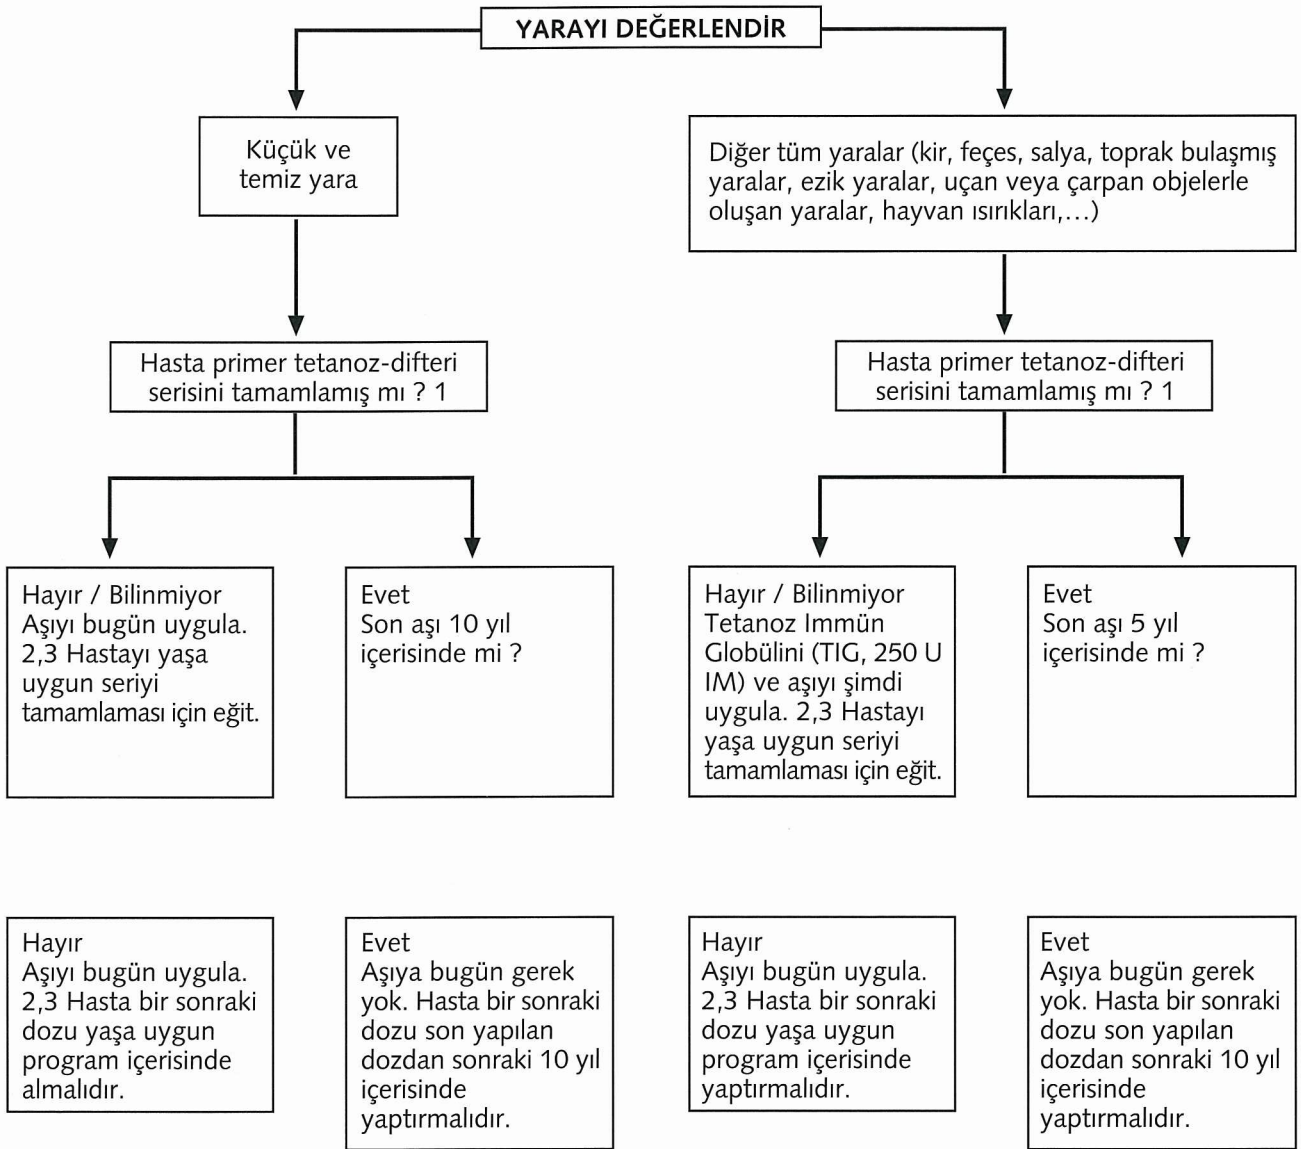 YARAYI DEĞERLENDİR
Küçük ve
temiz yara
Diğer tüm yaralar (kir, feçes, salya, toprak bulaşmış
yaralar, ezik yaralar, uçan veya çarpan objelerle
oluşan yaralar, hayvan ısırıkları,...)
Hasta primer tetanoz-difteri
serisini tamamlamış mı ? 1
Hasta primer tetanoz-difteri
serisini tamamlamış mı ? 1
Hayır / Bilinmiyor
Aşıyı bugün uygula.
2,3 Hastayı yaşa
uygun seriyi
tamamlaması için eğit.
Evet
Son aşı 10 yıl
içerisinde mi ?
Hayır / Bilinmiyor
Tetanoz Immün
Globülini (TIG, 250 U
IM) ve aşıyı şimdi
uygula. 2,3 Hastayı
yaşa uygun seriyi
tamamlaması için eğit.
Evet
Son aşı 5 yıl
içerisinde mi ?
Hayır
Aşıyı bugün uygula.
2,3 Hasta bir sonraki
dozu yaşa uygun
program içerisinde
almalıdır.
Evet
Aşıya bugün gerek
yok. Hasta bir sonraki
dozu son yapılan
dozdan sonraki 10 yıl
içerisinde
yaptırmalıdır.
Hayır
Aşıyı bugün uygula.
2,3 Hasta bir sonraki
dozu yaşa uygun
program içerisinde
yaptırmalıdır.
Evet
Aşıya bugün gerek
yok. Hasta bir sonraki
dozu son yapılan
dozdan sonraki 10 yıl
içerisinde
yaptırmalıdır.